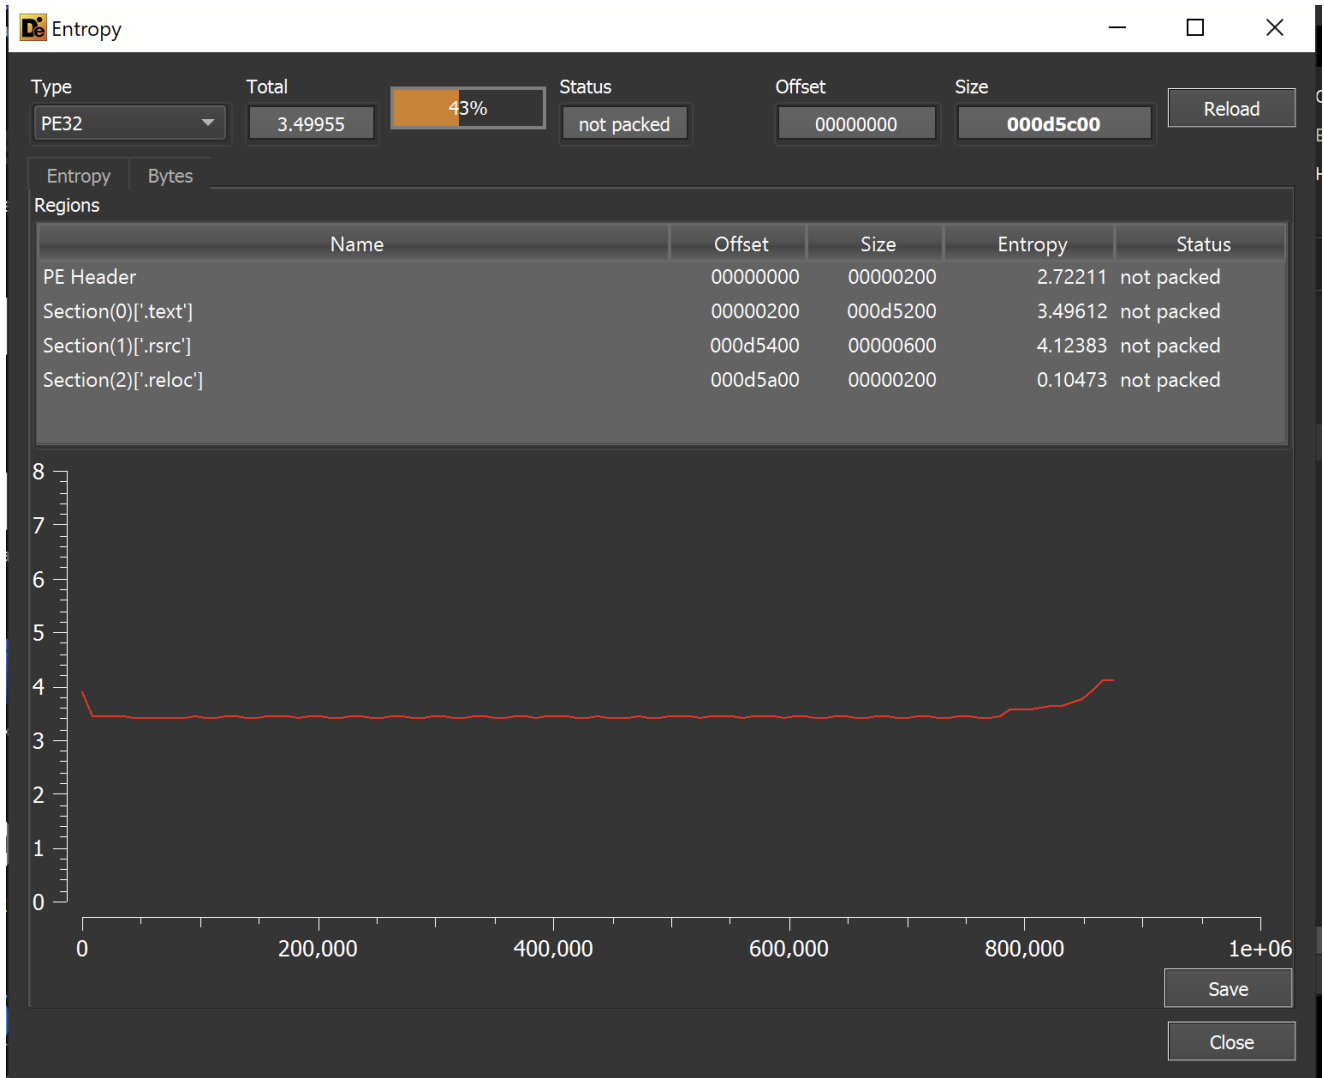 De Entropy
Type Total Status Offset Size
PE32 3.49955 43% not packed 00000000 000d5c00 Reload
Entropy Bytes
Regions
Name Offset Size Entropy Status
PE Header 00000000 00000200 2.72211 not packed
Section(0)['.text'] 00000200 000d5200 3.49612 not packed
Section(1)['.rsrc'] 000d5400 00000600 4.12383 not packed
Section(2)['.reloc'] 000d5a00 00000200 0.10473 not packed
8
7
6
5
4
3
2
1
0
0 200,000 400,000 600,000 800,000 1e+06
Save
Close